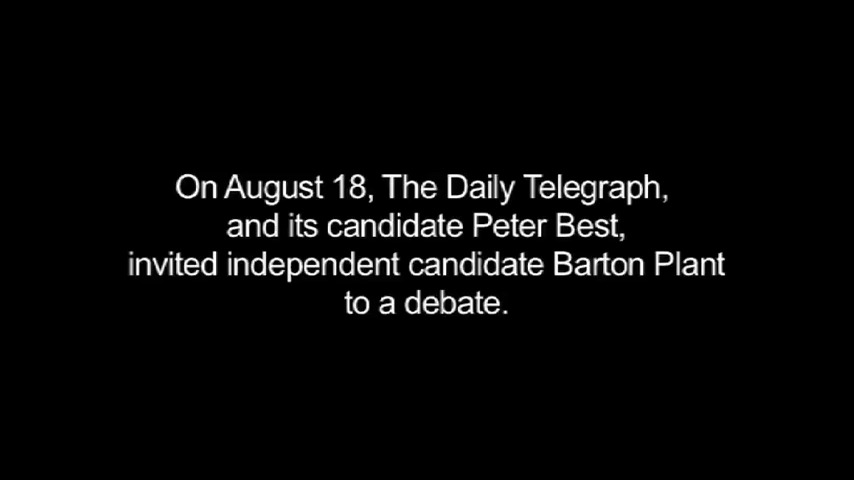 On August 18, The Daily Telegraph,
and its candidate Peter Best,
invited independent candidate Barton Plant
to a debate.